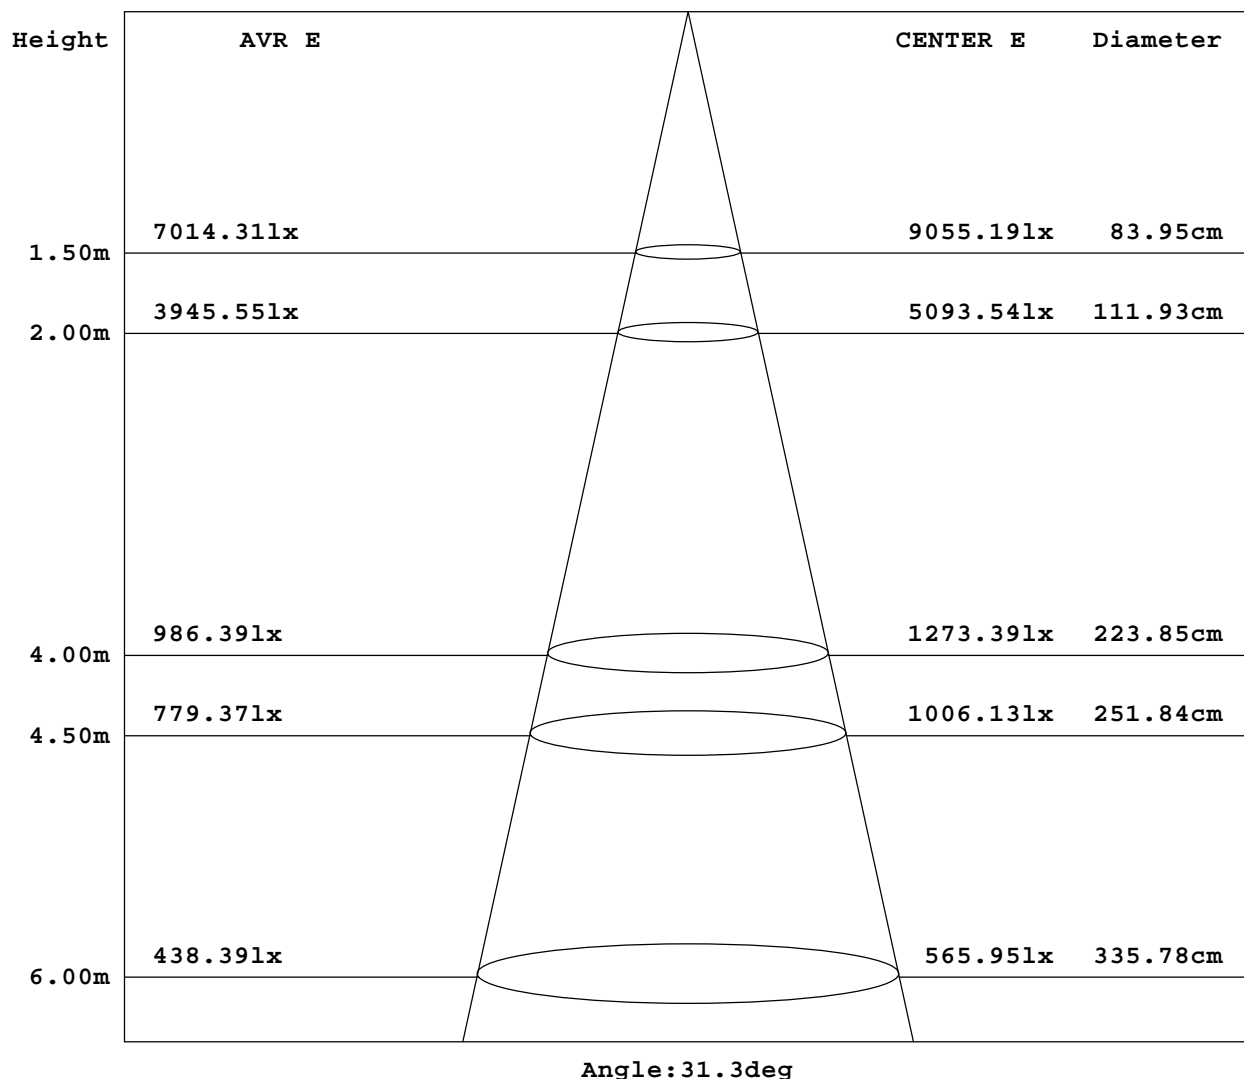 Height AVR E CENTER E Diameter
7014.31lx 9055.19lx 83.95cm
1.50m
3945.55lx 5093.54lx 111.93cm
2.00m
986.39lx 1273.39lx 223.85cm
4.00m
779.37lx 1006.13lx 251.84cm
4.50m
438.39lx 565.95lx 335.78cm
6.00m
Angle:31.3deg